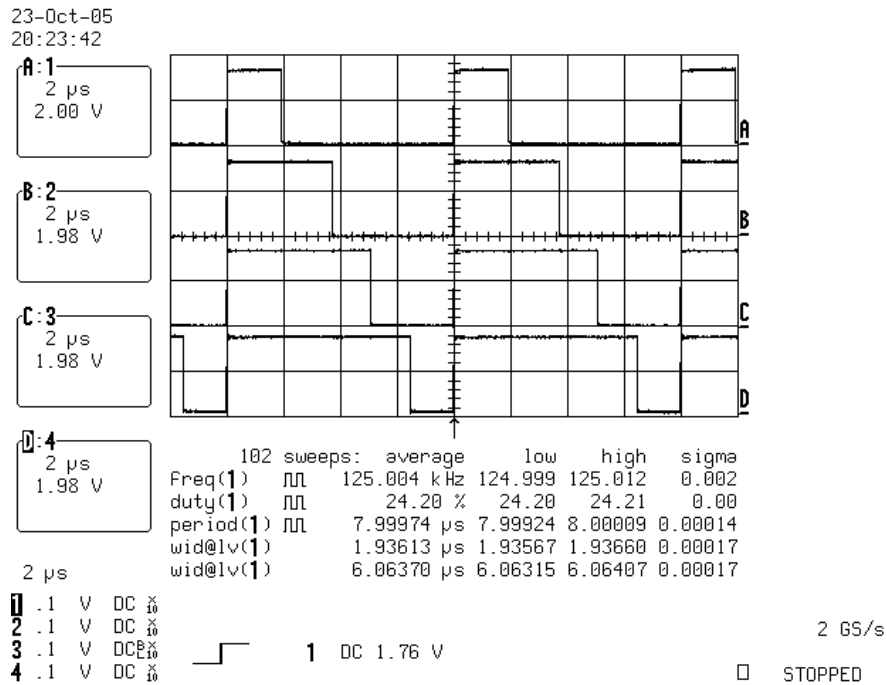 23-Oct-05
20:23:42
A:1
2 µs
2.00 V
B:2
2 µs
1.98 V
C:3
2 µs
1.98 V
D:4
2 µs
1.98 V
A
B
C
D
102 sweeps: average low high sigma
Freq(1) 125.004 kHz 124.999 125.012 0.002
duty(1) 24.20 % 24.20 24.21 0.00
period(1) 7.99974 µs 7.99924 8.00009 0.00014
wid@lv(1) 1.93613 µs 1.93567 1.93660 0.00017
wid@lv(1) 6.06370 µs 6.06315 6.06407 0.00017
2 µs
1 .1 V DC X10
2 .1 V DC X10
3 .1 V DC BL X10
4 .1 V DC X10
1 DC 1.76 V
2 GS/s
STOPPED